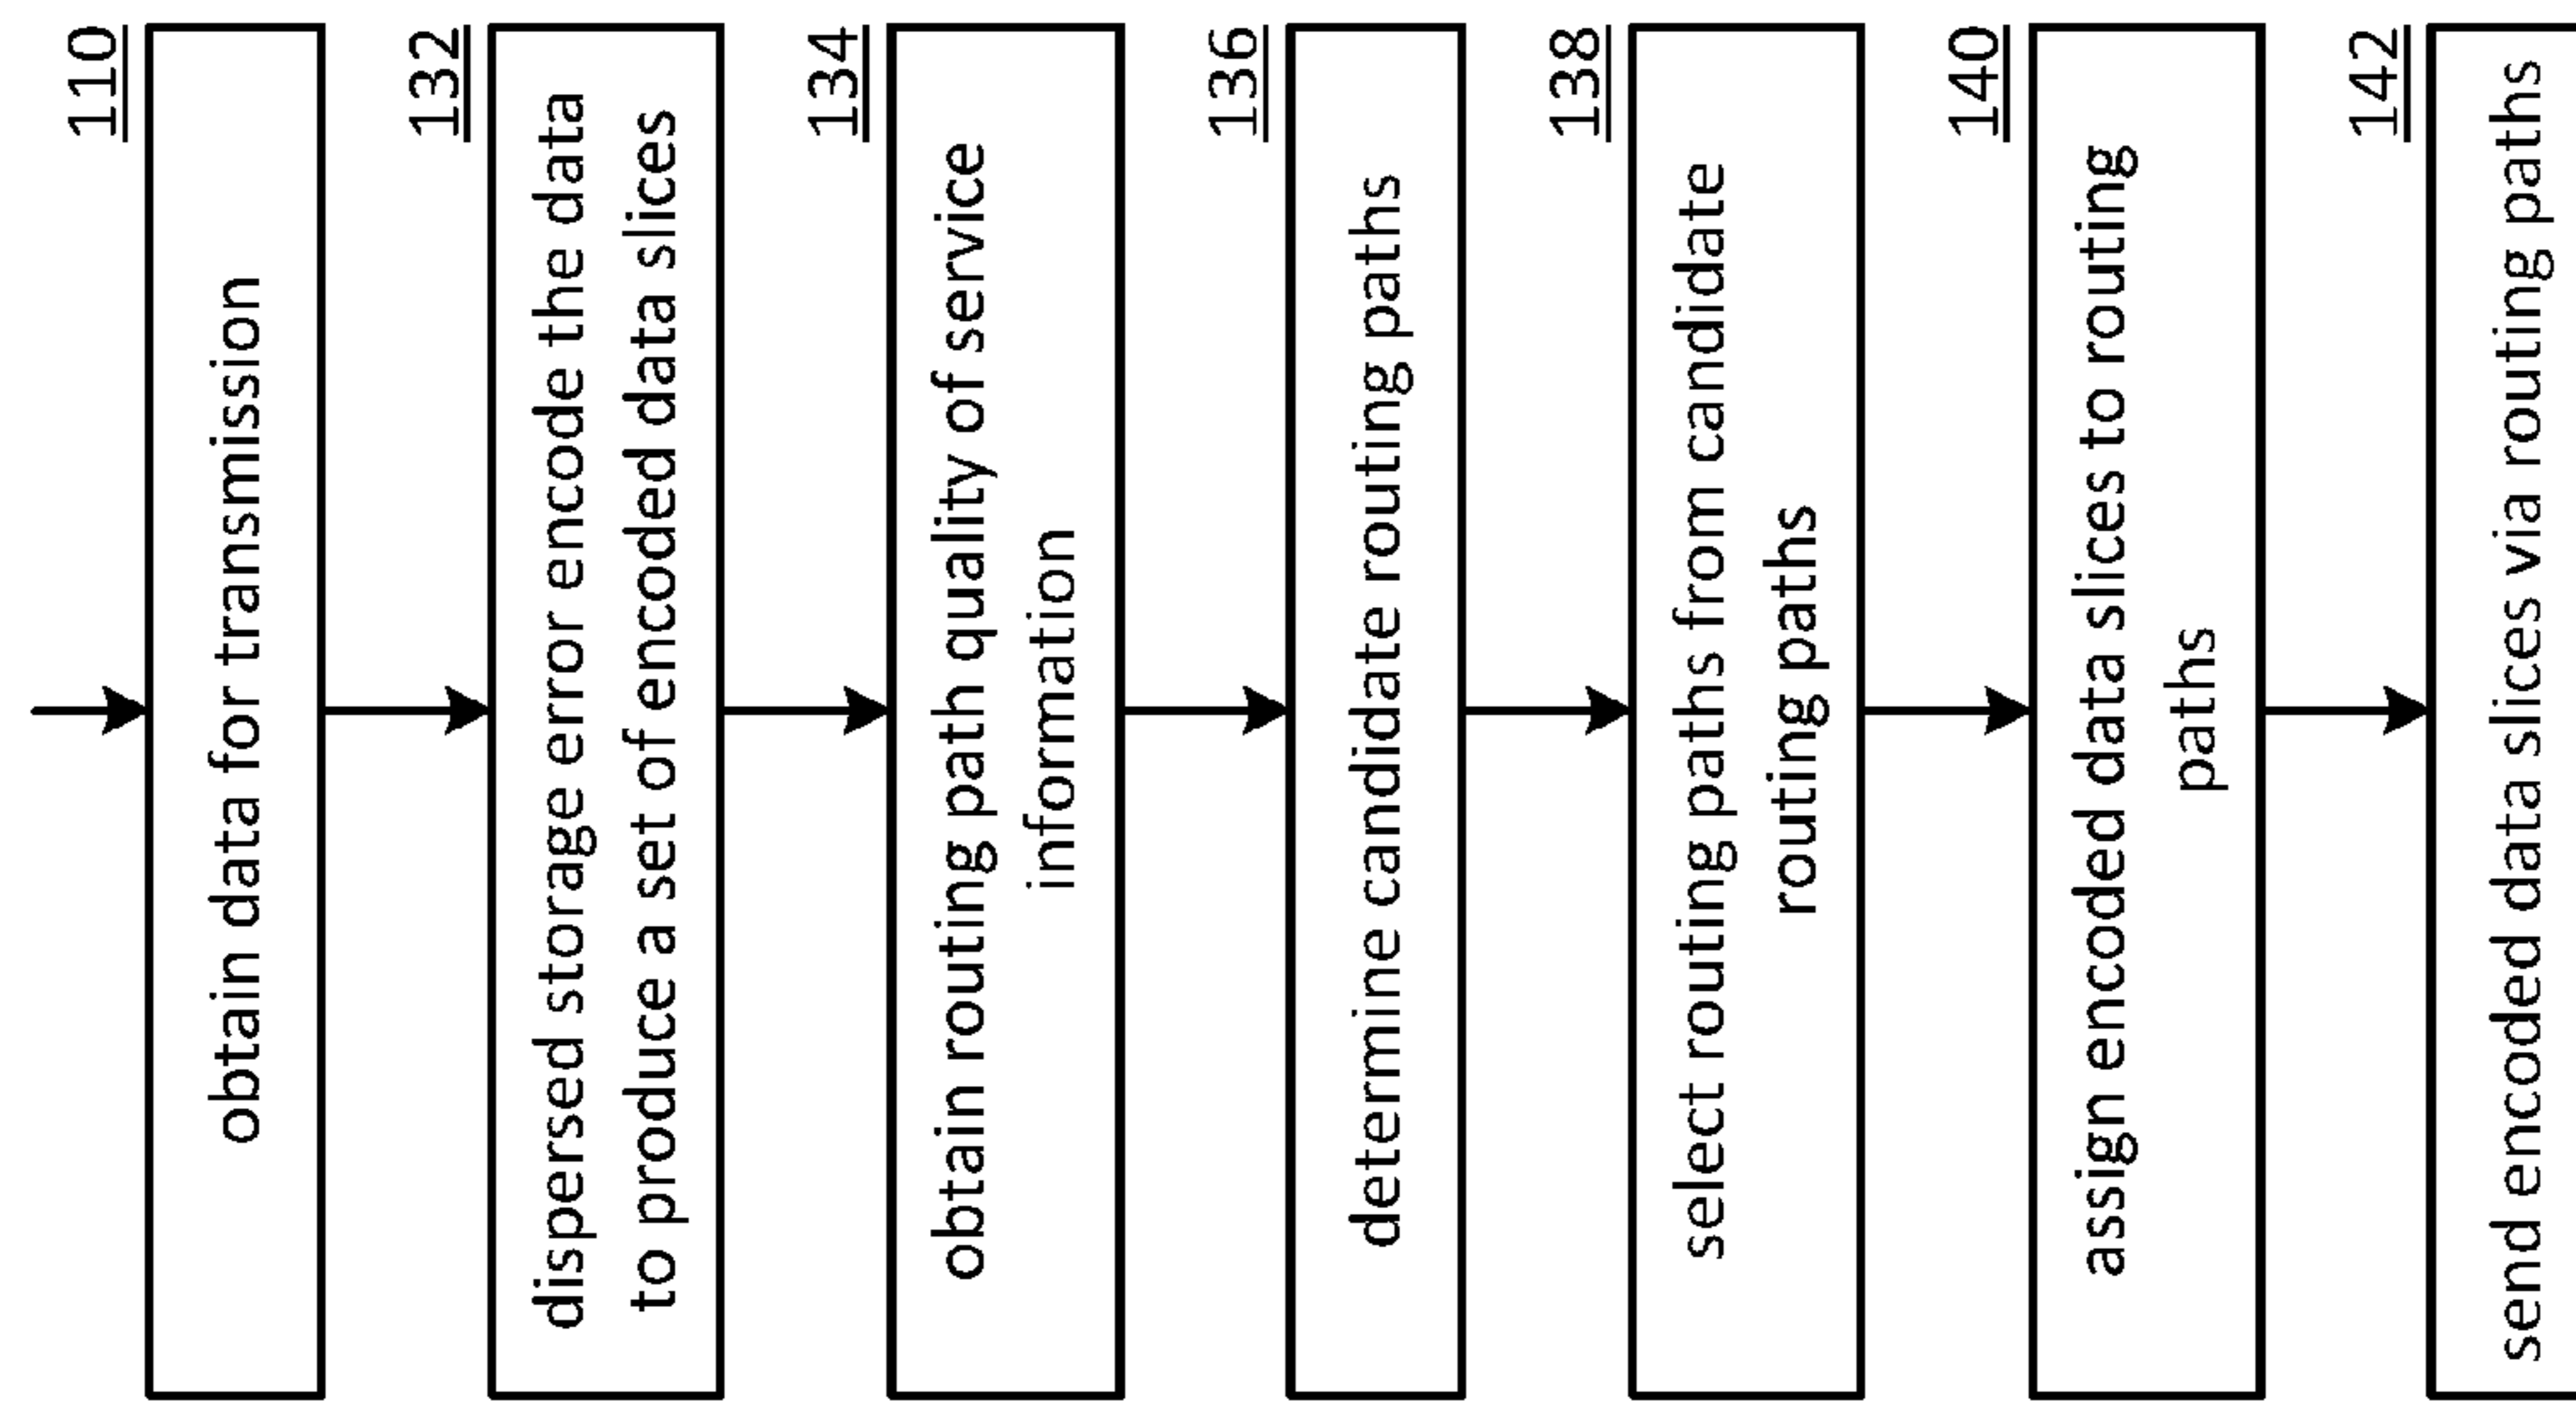 110
obtain data for transmission
132
dispersed storage error encode the data
to produce a set of encoded data slices
134
obtain routing path quality of service
information
136
determine candidate routing paths
138
select routing paths from candidate
routing paths
140
assign encoded data slices to routing
paths
142
send encoded data slices via routing paths